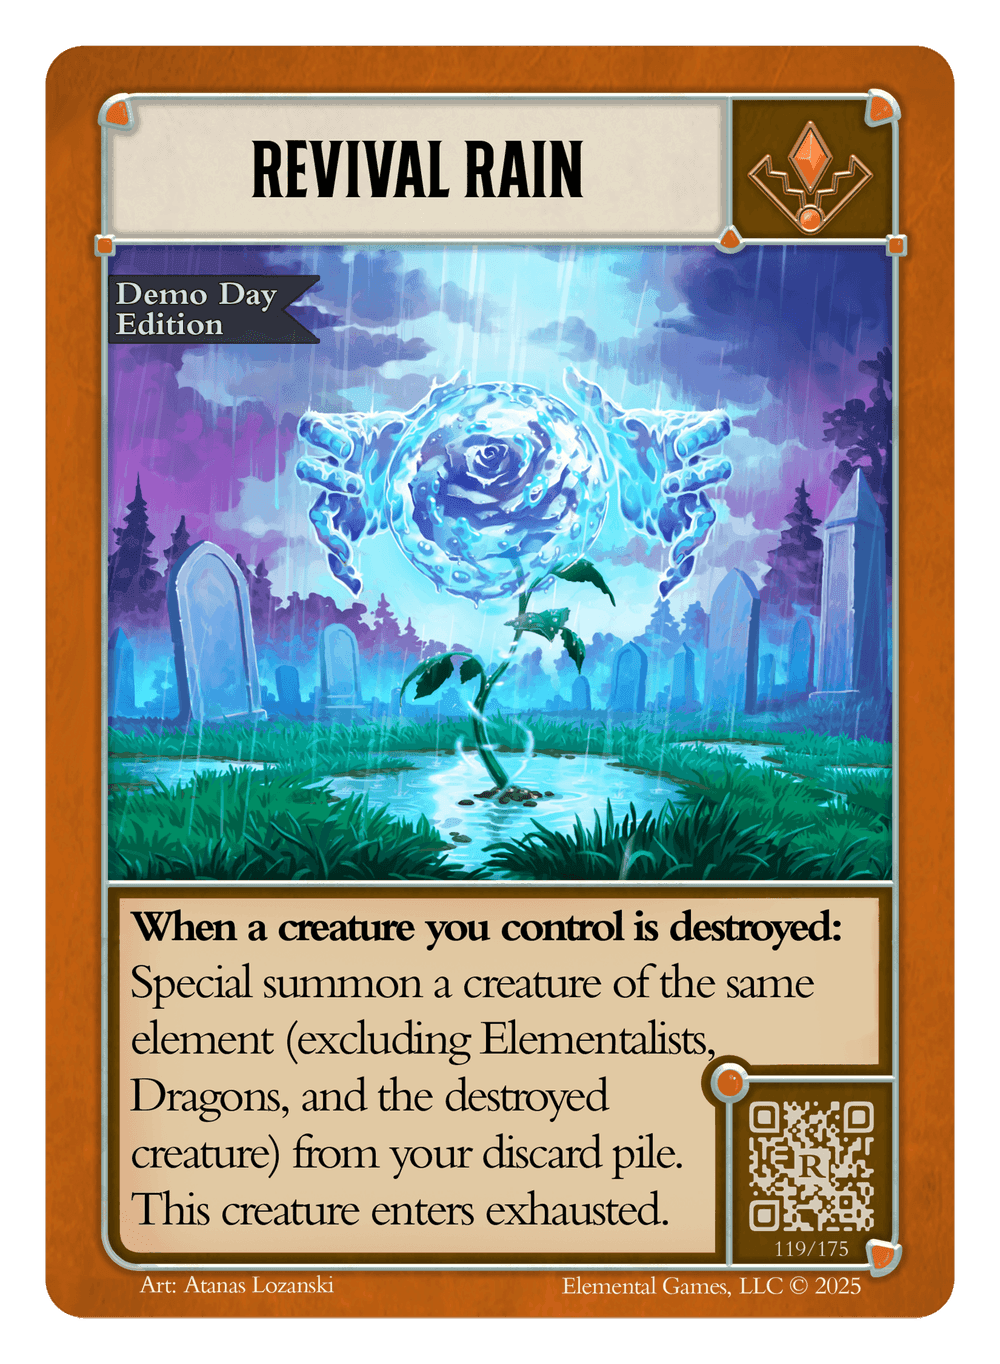 REVIVAL RAIN
Demo Day
Edition
When a creature you control is destroyed:
Special summon a creature of the same
element (excluding Elementalists,
Dragons, and the destroyed
creature) from your discard pile.
This creature enters exhausted.
R
119/175
Art: Atanas Lozanski
Elemental Games, LLC © 2025